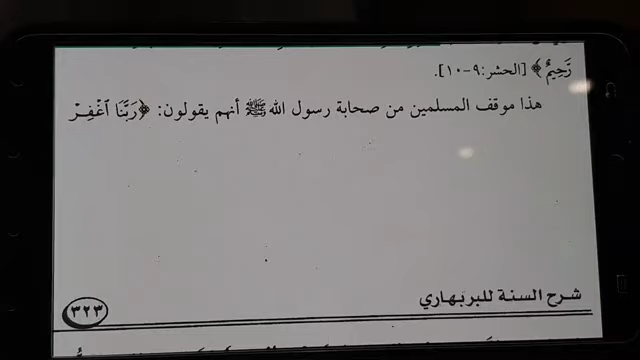 رَّحِيمٌ ﴾ [الحشر:٩-١٠].
هذا موقف المسلمين من صحابة رسول الله ﷺ أنهم يقولون: ﴿رَبَّنَا ٱغْفِرْ
شرح السنة للبربهاري
٣٢٣